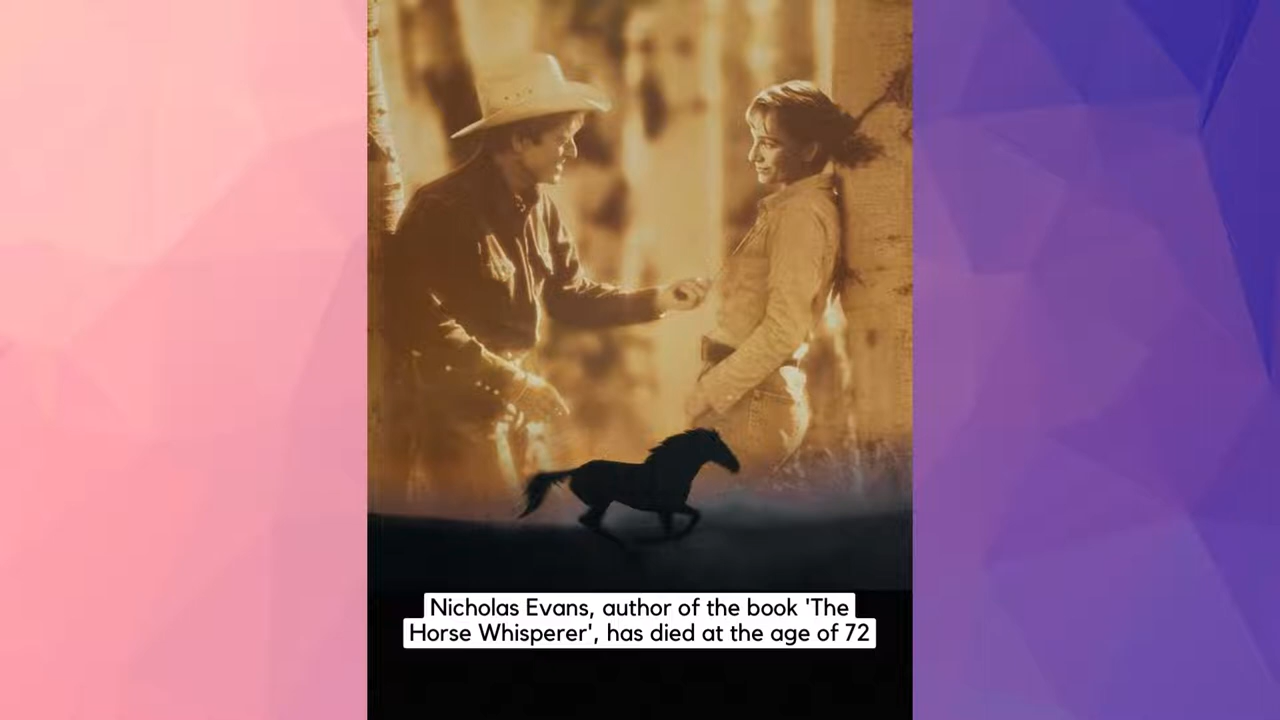 Nicholas Evans, author of the book 'The
Horse Whisperer', has died at the age of 72